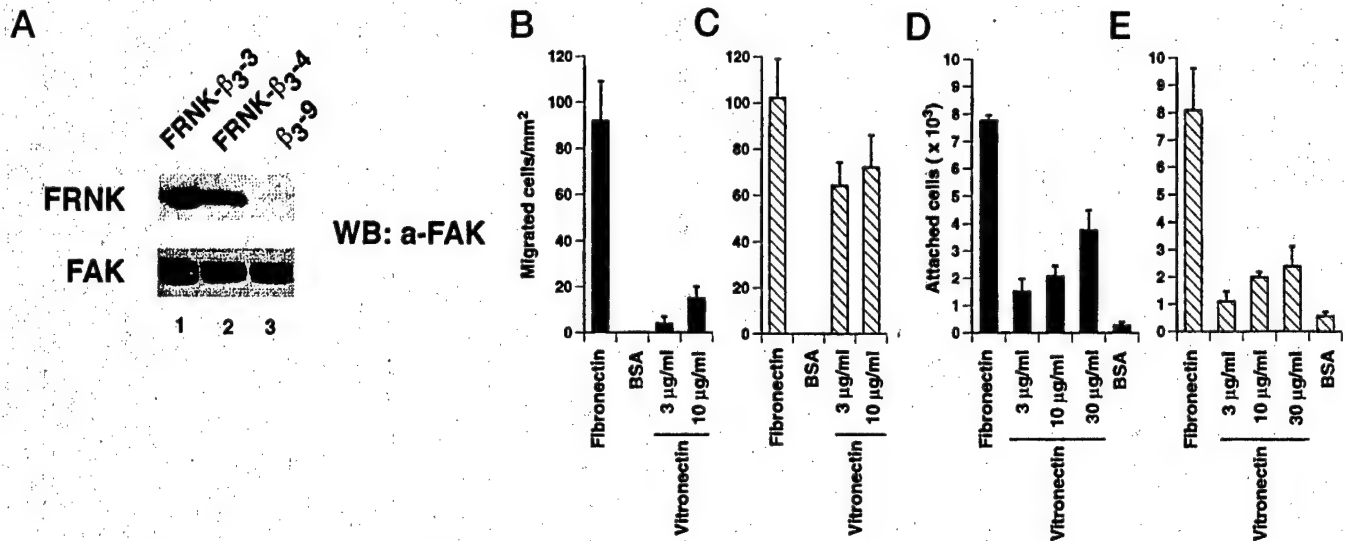 A
FRNK-β3-3
FRNK-β3-4
β3-9
FRNK
FAK
1 2 3
WB: a-FAK
B
Migrated cells/mm2
120
100
80
60
40
20
0
Fibronectin
BSA
3 µg/ml
10 µg/ml
Vitronectin
C
120
100
80
60
40
20
0
Fibronectin
BSA
3 µg/ml
10 µg/ml
Vitronectin
D
Attached cells ( x 10^3)
10
9
8
7
6
5
4
3
2
1
0
Fibronectin
3 µg/ml
10 µg/ml
30 µg/ml
BSA
Vitronectin
E
10
9
8
7
6
5
4
3
2
1
0
Fibronectin
3 µg/ml
10 µg/ml
30 µg/ml
BSA
Vitronectin